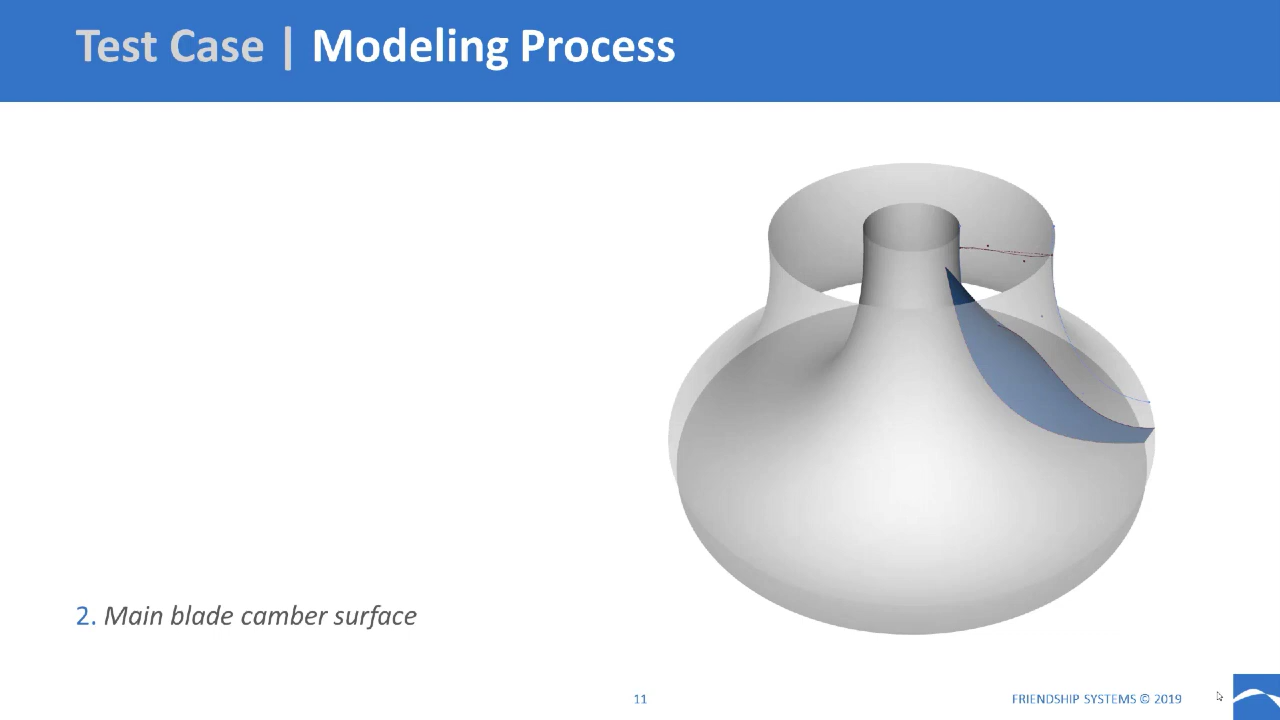 Test Case | Modeling Process
2. Main blade camber surface
11
FRIENDSHIP SYSTEMS © 2019